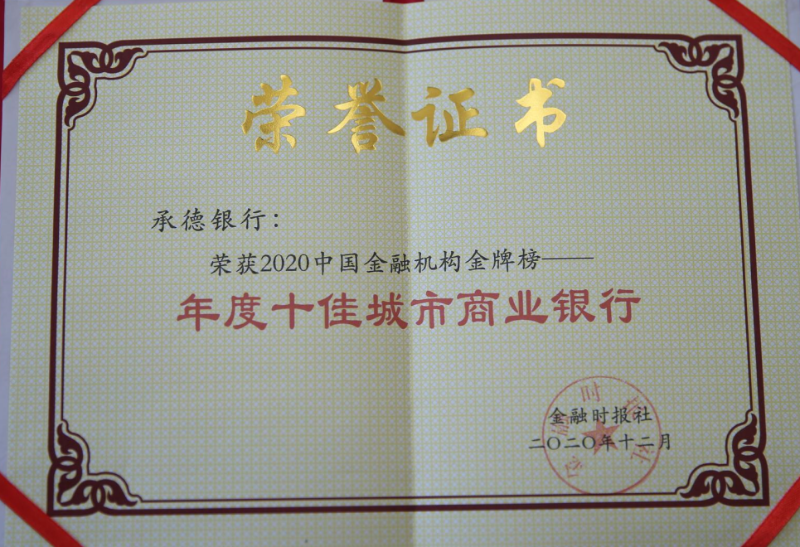 荣誉证书
承德银行：
荣获2020中国金融机构金牌榜——
年度十佳城市商业银行
金融时报社
二〇二〇年十二月